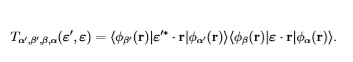 T_{α′,β′,β,α}(ε′, ε) = ⟨ϕ_{β′}(r)|ε′* · r|ϕ_{α′}(r)⟩⟨ϕ_β(r)|ε · r|ϕ_α(r)⟩.